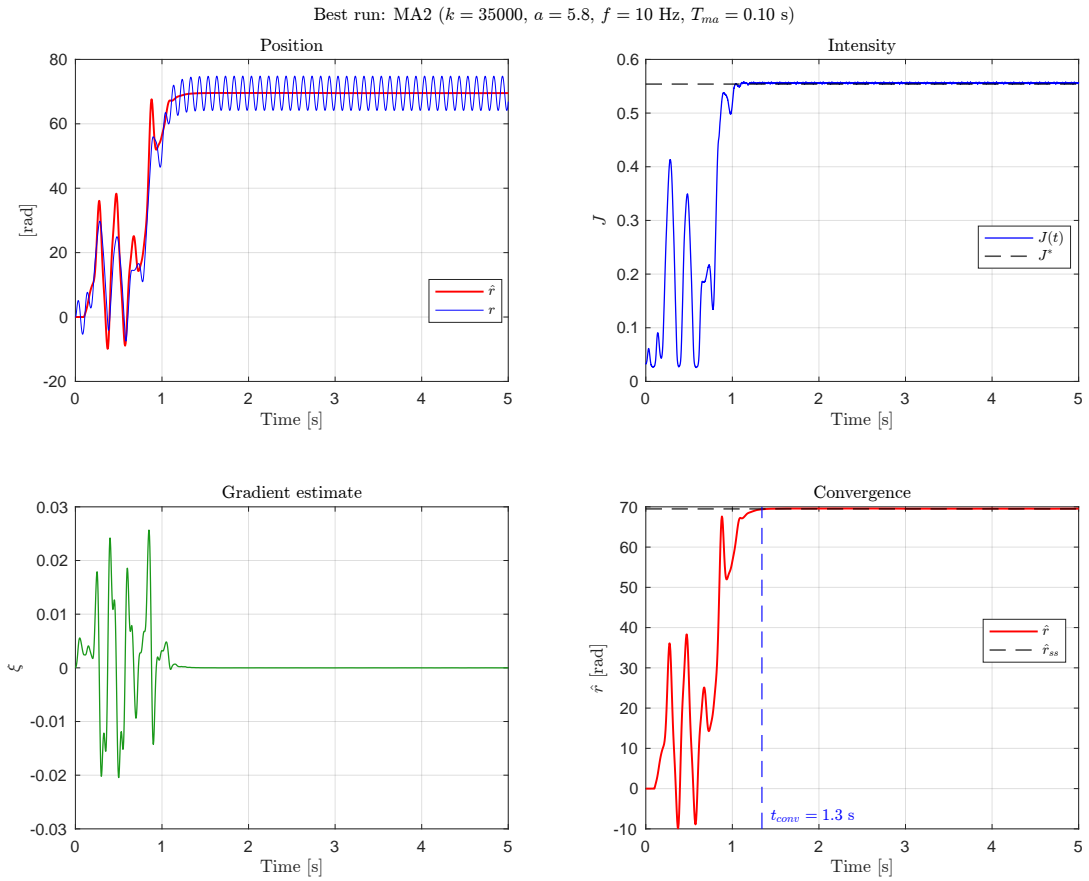 Best run: MA2 (k = 35000, a = 5.8, f = 10 Hz, T_ma = 0.10 s)
Position
80
60
40
20
0
-20
[rad]
r̂
r
0 1 2 3 4 5
Time [s]
Intensity
0.6
0.5
0.4
0.3
0.2
0.1
0
J
J(t)
J*
0 1 2 3 4 5
Time [s]
Gradient estimate
0.03
0.02
0.01
0
-0.01
-0.02
-0.03
ξ
0 1 2 3 4 5
Time [s]
Convergence
70
60
50
40
30
20
10
0
-10
r̂ [rad]
r̂
r̂_ss
t_conv = 1.3 s
0 1 2 3 4 5
Time [s]